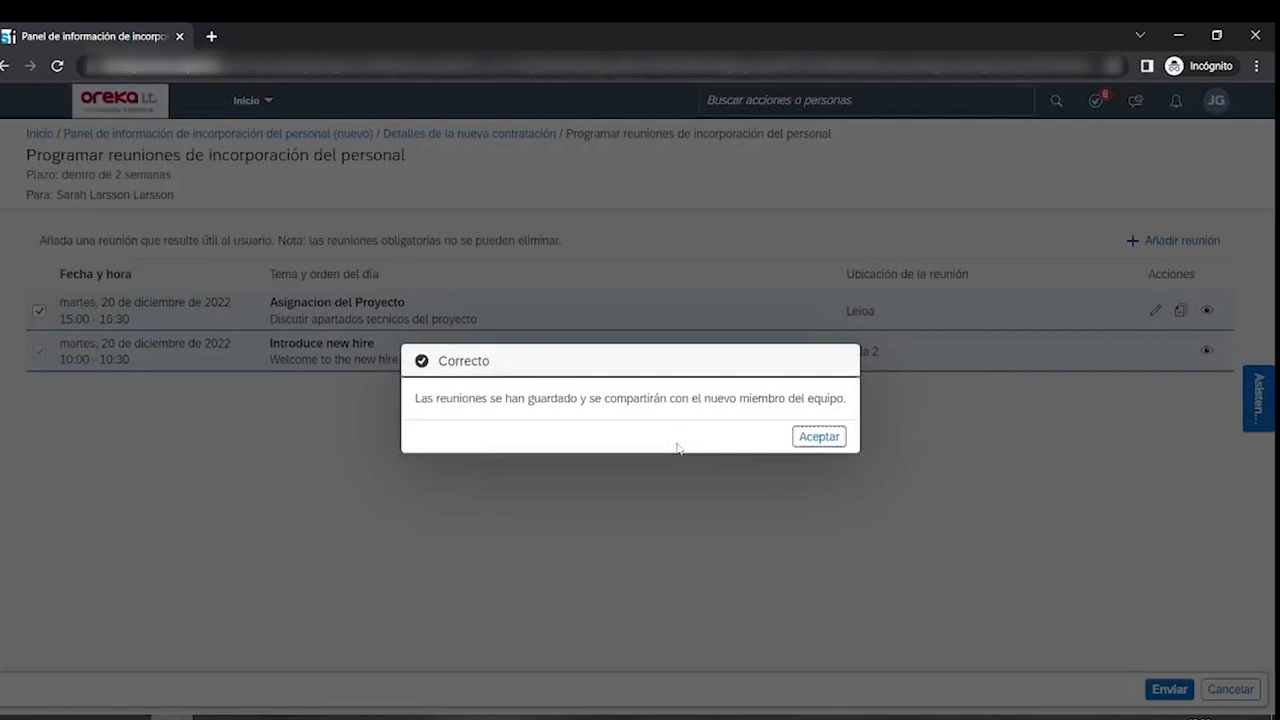 Panel de información de incorpo
Incógnito
oreka I.T.
Inicio
Buscar acciones o personas
6
JG
Inicio / Panel de información de incorporación del personal (nuevo) / Detalles de la nueva contratación / Programar reuniones de incorporación del personal
Programar reuniones de incorporación del personal
Plazo: dentro de 2 semanas
Para: Sarah Larsson Larsson
Añada una reunión que resulte útil al usuario. Nota: las reuniones obligatorias no se pueden eliminar.
Añadir reunión
Fecha y hora Tema y orden del día Ubicación de la reunión Acciones
martes, 20 de diciembre de 2022 Asignacion del Proyecto
15:00 - 16:30 Discutir apartados tecnicos del proyecto Leioa
martes, 20 de diciembre de 2022 Introduce new hire
10:00 - 10:30 Welcome to the new hire 2
Correcto
Las reuniones se han guardado y se compartirán con el nuevo miembro del equipo.
Aceptar
Asisten...
Enviar Cancelar